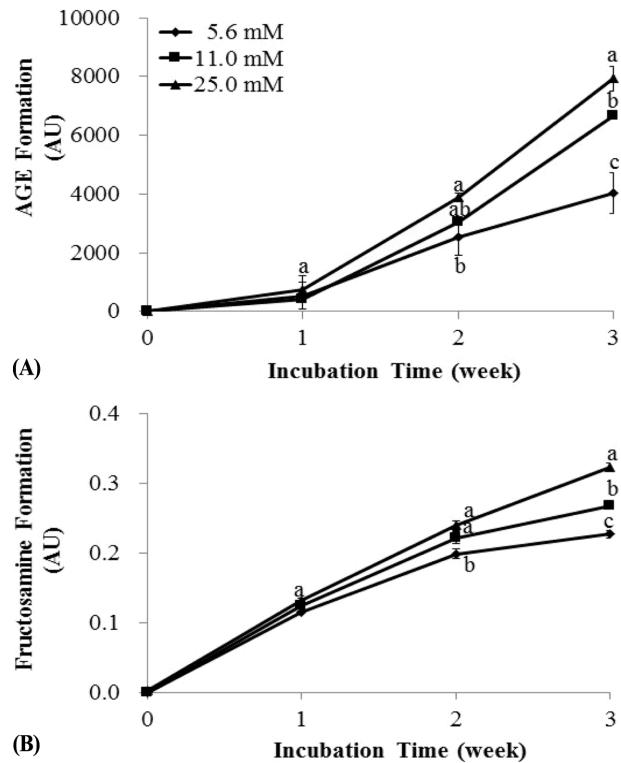 10000
8000
6000
4000
2000
0
AGE Formation
(AU)
5.6 mM
11.0 mM
25.0 mM
a
a
ab
b
a
b
c
0 1 2 3
Incubation Time (week)
(A)
0.4
0.3
0.2
0.1
0.0
Fructosamine Formation
(AU)
a
a
a
b
a
b
c
0 1 2 3
Incubation Time (week)
(B)